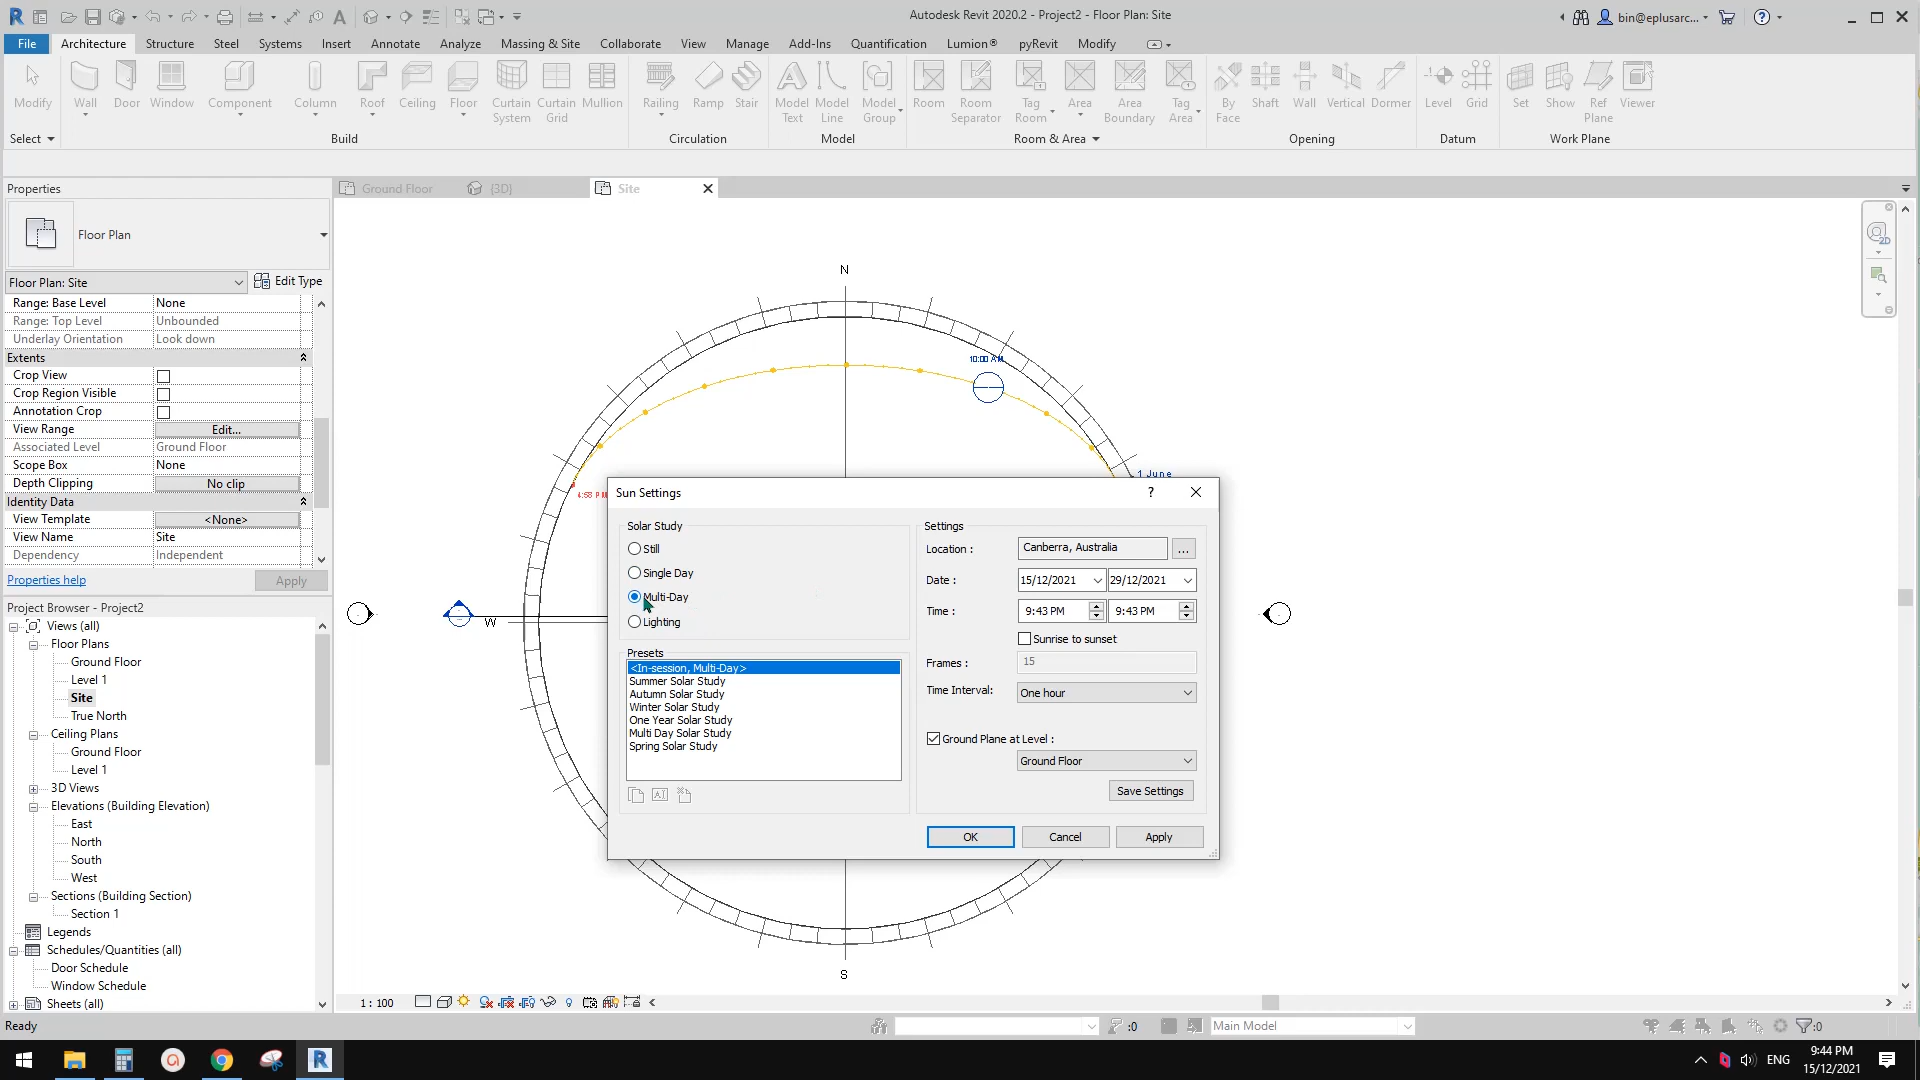 Autodesk Revit 2020.2 - Project2 - Floor Plan: Site
bin@eplusarc...
File Architecture Structure Steel Systems Insert Annotate Analyze Massing & Site Collaborate View Manage Add-Ins Quantification Lumion® pyRevit Modify
Modify Wall Door Window Component Column Roof Ceiling Floor Curtain System Curtain Grid Mullion Railing Ramp Stair Model Text Model Line Model Group Room Room Separator Tag Room Area Area Boundary Tag Area By Face Shaft Wall Vertical Dormer Level Grid Set Show Ref Plane Viewer
Select Build Circulation Model Room & Area Opening Datum Work Plane
Properties
Ground Floor {3D} Site
Floor Plan
Floor Plan: Site Edit Type
Range: Base Level None
Range: Top Level Unbounded
Underlay Orientation Look down
Extents
Crop View
Crop Region Visible
Annotation Crop
View Range Edit...
Associated Level Ground Floor
Scope Box None
Depth Clipping No clip
Identity Data
View Template <None>
View Name Site
Dependency Independent
Properties help Apply
Project Browser - Project2
Views (all)
Floor Plans
Ground Floor
Level 1
Site
True North
Ceiling Plans
Ground Floor
Level 1
3D Views
Elevations (Building Elevation)
East
North
South
West
Sections (Building Section)
Section 1
Legends
Schedules/Quantities (all)
Door Schedule
Window Schedule
Sheets (all)
N
10:00 AM
1 June
W
S
Sun Settings ?
Solar Study
Still
Single Day
Multi-Day
Lighting
Presets
<In-session, Multi-Day>
Summer Solar Study
Autumn Solar Study
Winter Solar Study
One Year Solar Study
Multi Day Solar Study
Spring Solar Study
Settings
Location : Canberra, Australia ...
Date : 15/12/2021 29/12/2021
Time : 9:43 PM 9:43 PM
Sunrise to sunset
Frames : 15
Time Interval: One hour
Ground Plane at Level :
Ground Floor
Save Settings
OK Cancel Apply
1 : 100
Ready :0 Main Model :0
ENG 9:44 PM
15/12/2021